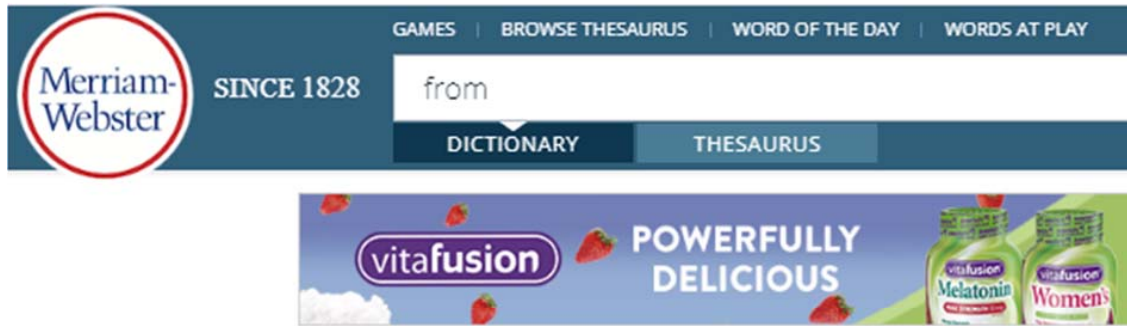 GAMES | BROWSE THESAURUS | WORD OF THE DAY | WORDS AT PLAY
Merriam-
Webster
SINCE 1828
from
DICTIONARY THESAURUS
vitafusion
POWERFULLY
DELICIOUS
vitafusion
Melatonin
vitafusion
Women's